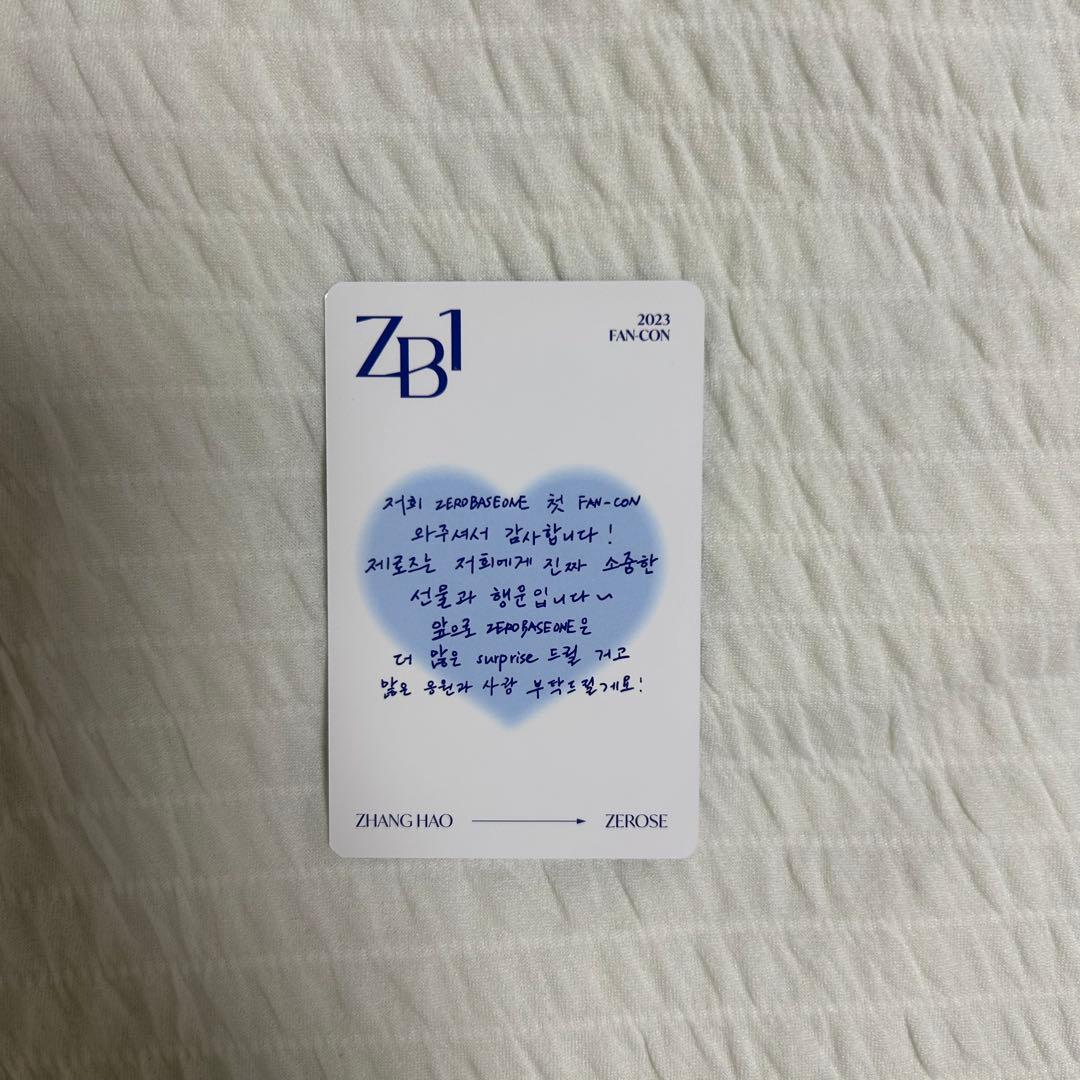 ZB1
2023
FAN-CON
저희 ZEROBASEONE 첫 FAN-CON
와주셔서 감사합니다!
제로즈는 저희에게 진짜 소중한
선물과 행운입니다~
앞으로 ZEROBASEONE은
더 많은 surprise 드릴 거고
많은 응원과 사랑 부탁드릴게요!
ZHANG HAO → ZEROSE